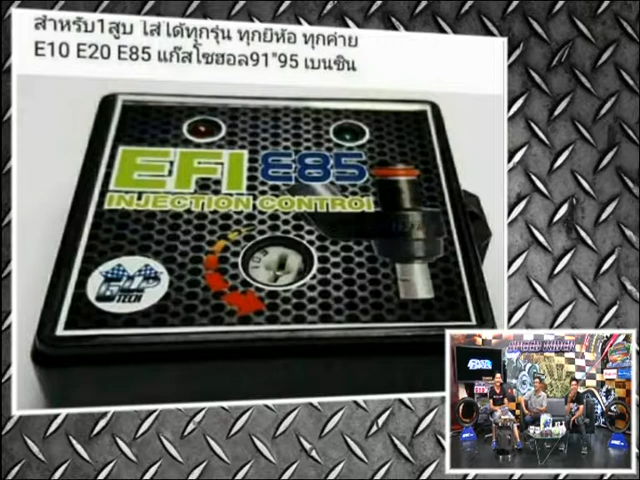 สำหรับ1สูบ ใส่ได้ทุกรุ่น ทุกยี่ห้อ ทุกค่าย
E10 E20 E85 แก๊สโซฮอล91"95 เบนซิน
EFI E85
INJECTION CONTROl
TECH